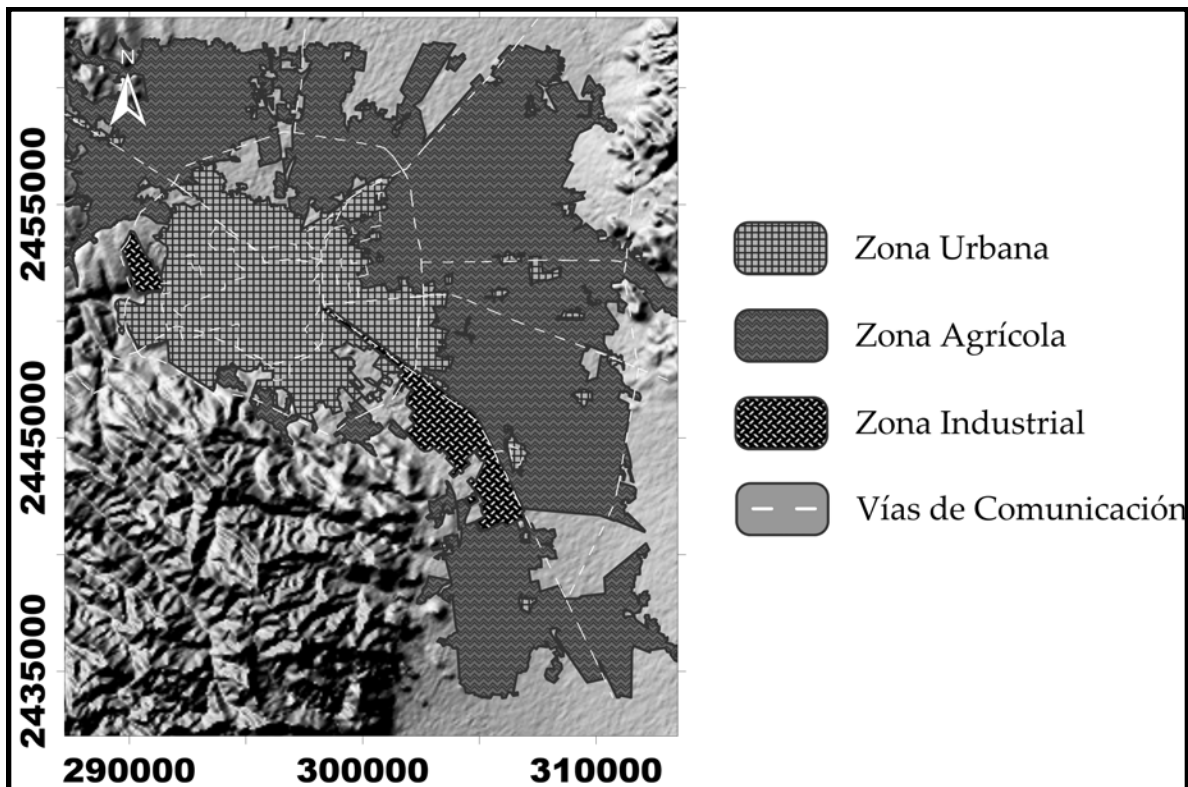 N
2455000
2445000
2435000
290000
300000
310000
Zona Urbana
Zona Agrícola
Zona Industrial
Vías de Comunicación